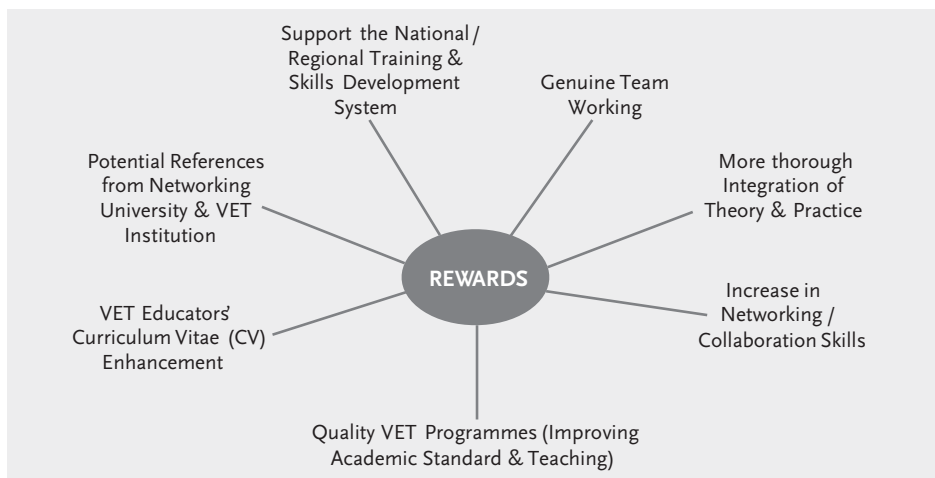 Support the National /
Regional Training &
Skills Development
System
Genuine Team
Working
Potential References
from Networking
University & VET
Institution
More thorough
Integration of
Theory & Practice
REWARDS
VET Educators'
Curriculum Vitae (CV)
Enhancement
Increase in
Networking /
Collaboration Skills
Quality VET Programmes (Improving
Academic Standard & Teaching)